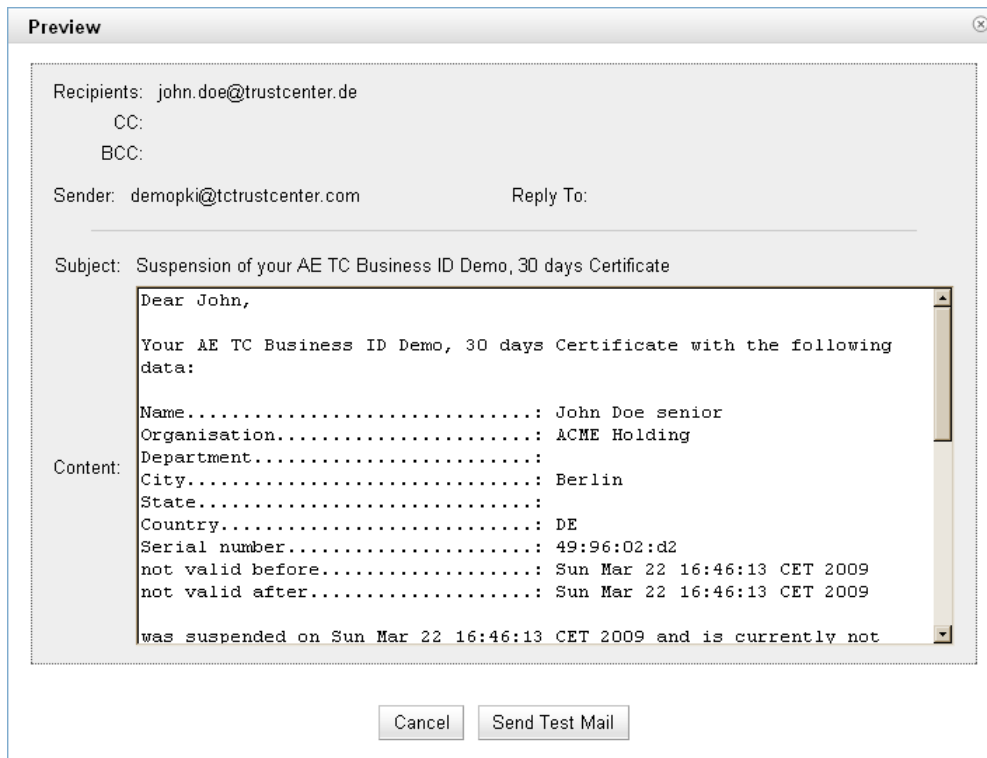 Preview
Recipients: john.doe@trustcenter.de
CC:
BCC:
Sender: demopki@tctrustcenter.com Reply To:
Subject: Suspension of your AE TC Business ID Demo, 30 days Certificate
Content:
Dear John,
Your AE TC Business ID Demo, 30 days Certificate with the following
data:
Name...............................: John Doe senior
Organisation.......................: ACME Holding
Department.........................:
City...............................: Berlin
State..............................:
Country............................: DE
Serial number......................: 49:96:02:d2
not valid before...................: Sun Mar 22 16:46:13 CET 2009
not valid after....................: Sun Mar 22 16:46:13 CET 2009
was suspended on Sun Mar 22 16:46:13 CET 2009 and is currently not
Cancel Send Test Mail